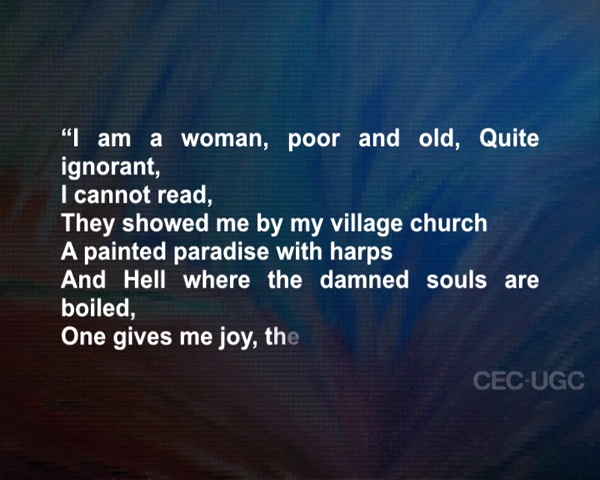 “I am a woman, poor and old, Quite
ignorant,
I cannot read,
They showed me by my village church
A painted paradise with harps
And Hell where the damned souls are
boiled,
One gives me joy, the
CEC-UGC